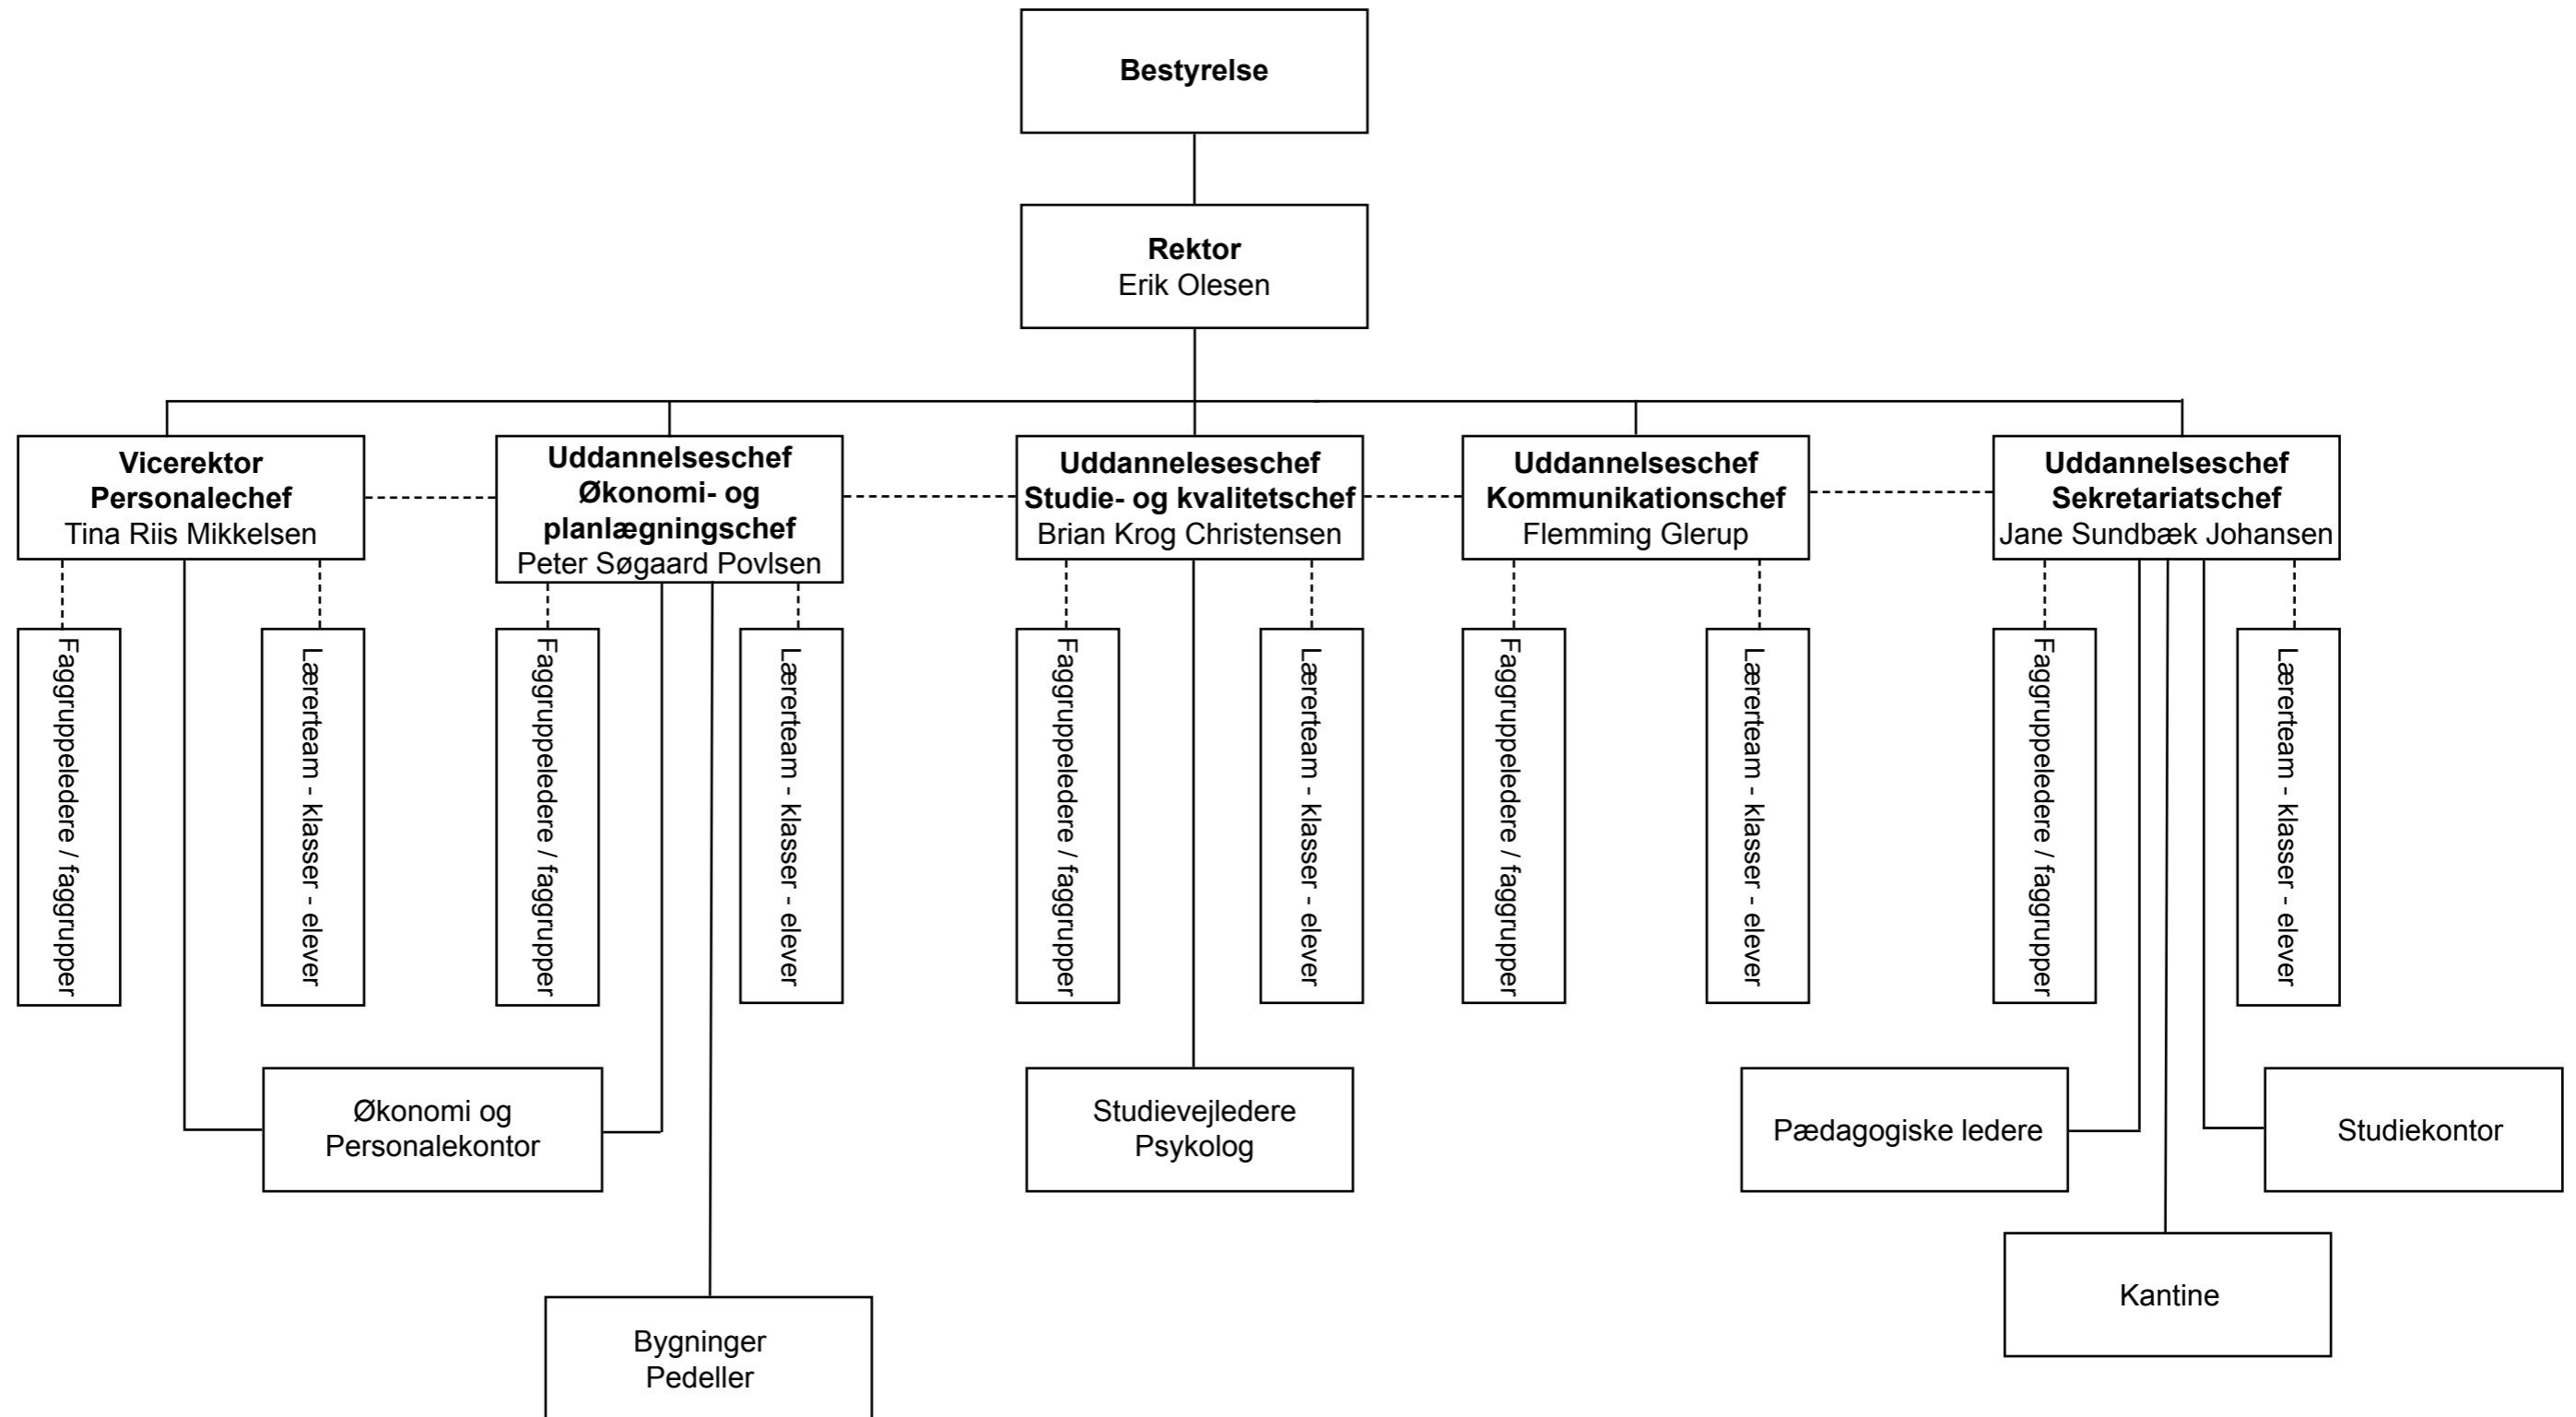 Bestyrelse
Rektor
Erik Olesen
Vicerektor
Personalechef
Tina Riis Mikkelsen
Uddannelseschef
Økonomi- og
planlægningschef
Peter Søgaard Povlsen
Uddanneleseschef
Studie- og kvalitetschef
Brian Krog Christensen
Uddannelseschef
Kommunikationschef
Flemming Glerup
Uddannelseschef
Sekretariatschef
Jane Sundbæk Johansen
Faggruppeledere / faggrupper
Lærerteam - klasser - elever
Faggruppeledere / faggrupper
Lærerteam - klasser - elever
Faggruppeledere / faggrupper
Lærerteam - klasser - elever
Faggruppeledere / faggrupper
Lærerteam - klasser - elever
Faggruppeledere / faggrupper
Lærerteam - klasser - elever
Økonomi og
Personalekontor
Studievejledere
Psykolog
Pædagogiske ledere
Studiekontor
Kantine
Bygninger
Pedeller